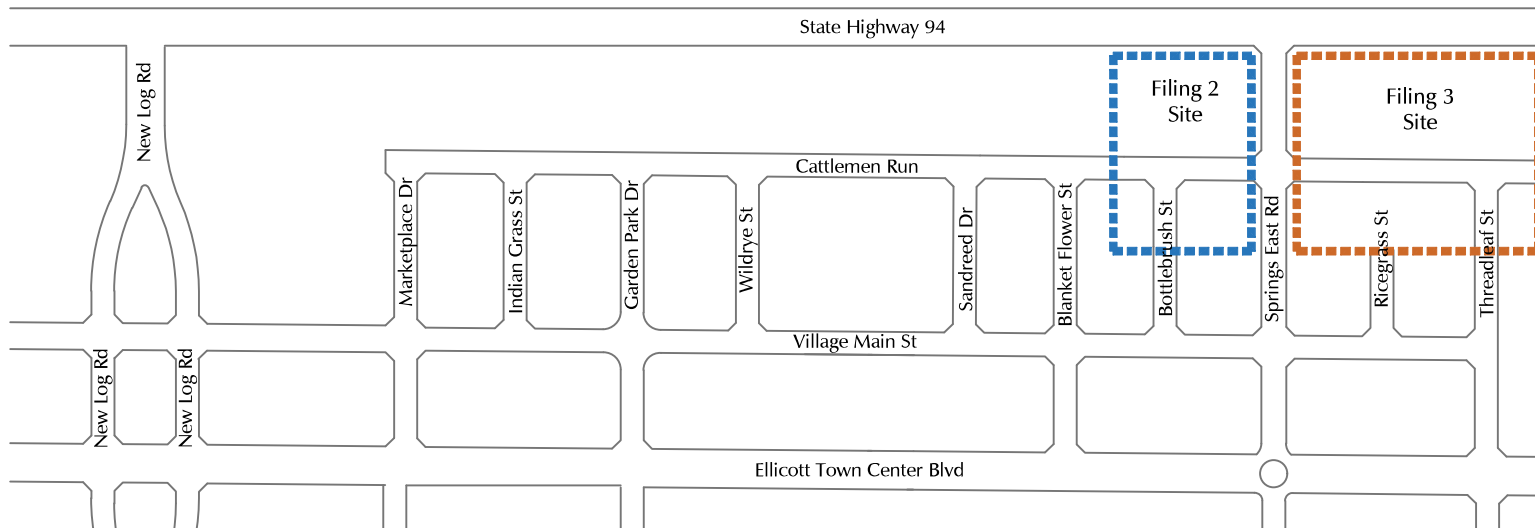 State Highway 94
New Log Rd
Filing 2
Site
Filing 3
Site
Cattlemen Run
Marketplace Dr
Indian Grass St
Garden Park Dr
Wildrye St
Sandreed Dr
Blanket Flower St
Bottlebrush St
Springs East Rd
Ricegrass St
Threadleaf St
Village Main St
New Log Rd
New Log Rd
Ellicott Town Center Blvd